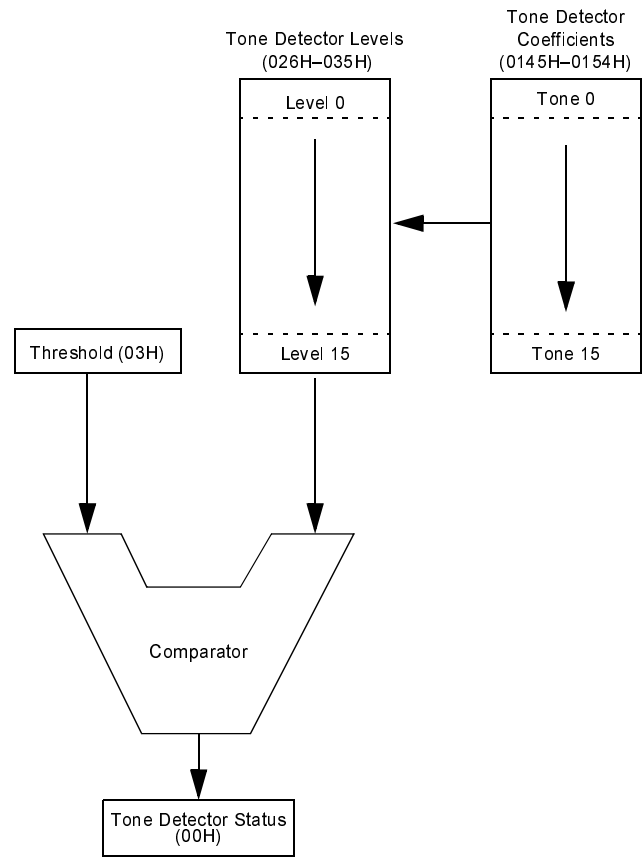 Tone Detector Levels
(026H–035H)
Tone Detector
Coefficients
(0145H–0154H)
Level 0
Tone 0
Level 15
Tone 15
Threshold (03H)
Comparator
Tone Detector Status
(00H)